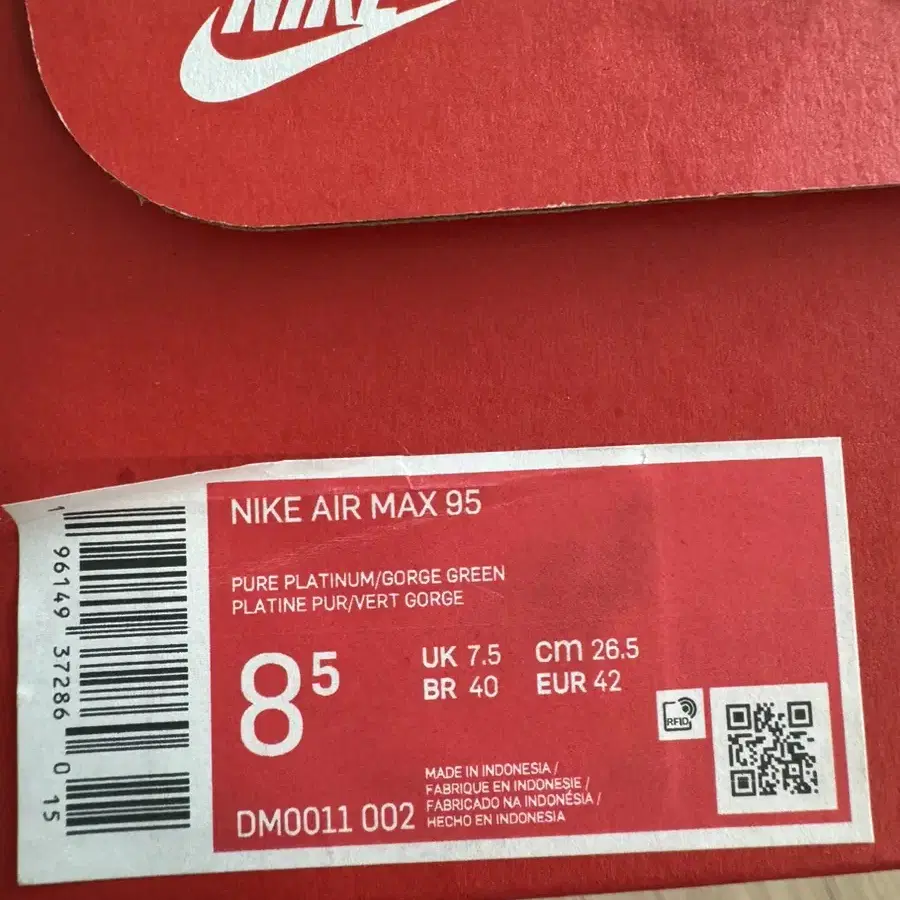 NIKE
NIKE AIR MAX 95
PURE PLATINUM/GORGE GREEN
PLATINE PUR/VERT GORGE
8⁵
UK 7.5 cm 26.5
BR 40 EUR 42
RFID
DM0011 002
MADE IN INDONESIA /
FABRIQUE EN INDONESIE /
FABRICADO NA INDONÉSIA /
HECHO EN INDONESIA
1 96149 37286 0 15